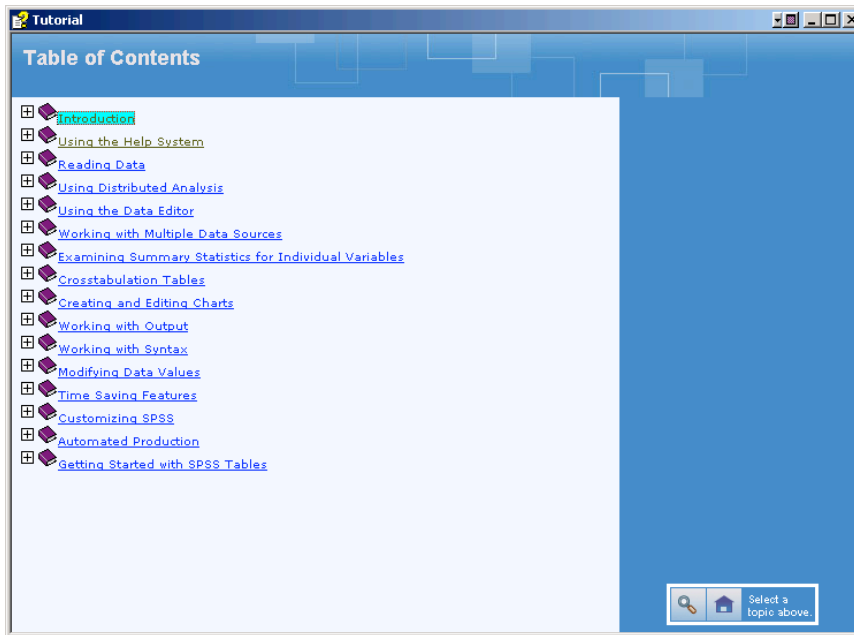 Tutorial
Table of Contents
Introduction
Using the Help System
Reading Data
Using Distributed Analysis
Using the Data Editor
Working with Multiple Data Sources
Examining Summary Statistics for Individual Variables
Crosstabulation Tables
Creating and Editing Charts
Working with Output
Working with Syntax
Modifying Data Values
Time Saving Features
Customizing SPSS
Automated Production
Getting Started with SPSS Tables
Select a
topic above.